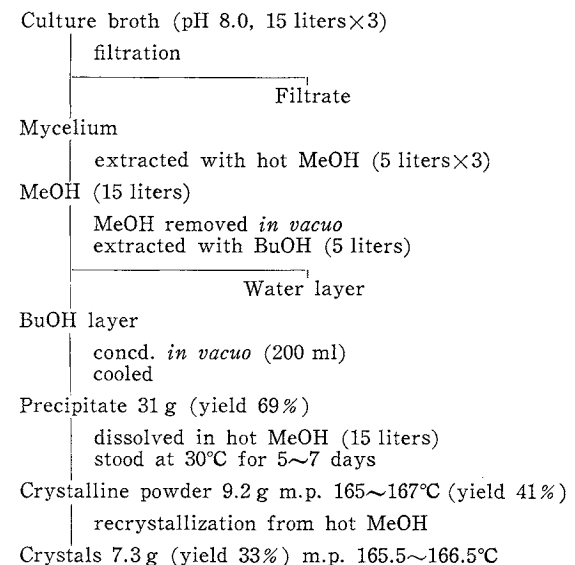 Culture broth (pH 8.0, 15 liters×3)
filtration
Filtrate
Mycelium
extracted with hot MeOH (5 liters×3)
MeOH (15 liters)
MeOH removed in vacuo
extracted with BuOH (5 liters)
Water layer
BuOH layer
concd. in vacuo (200 ml)
cooled
Precipitate 31 g (yield 69%)
dissolved in hot MeOH (15 liters)
stood at 30°C for 5～7 days
Crystalline powder 9.2 g m.p. 165～167°C (yield 41%)
recrystallization from hot MeOH
Crystals 7.3 g (yield 33%) m.p. 165.5～166.5°C